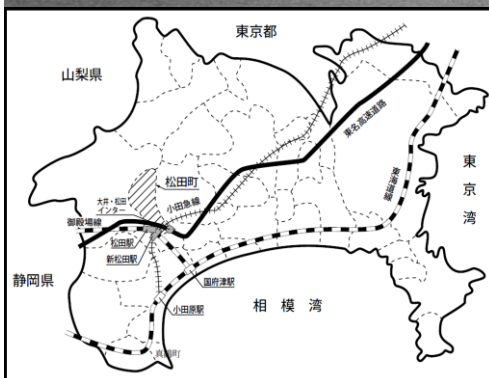 東京都
山梨県
東名高速道路
松田町
大井・松田
インター
小田急線
東海道線
東京湾
御殿場線
松田駅
新松田駅
静岡県
国府津駅
小田原駅
相模湾
真鶴町